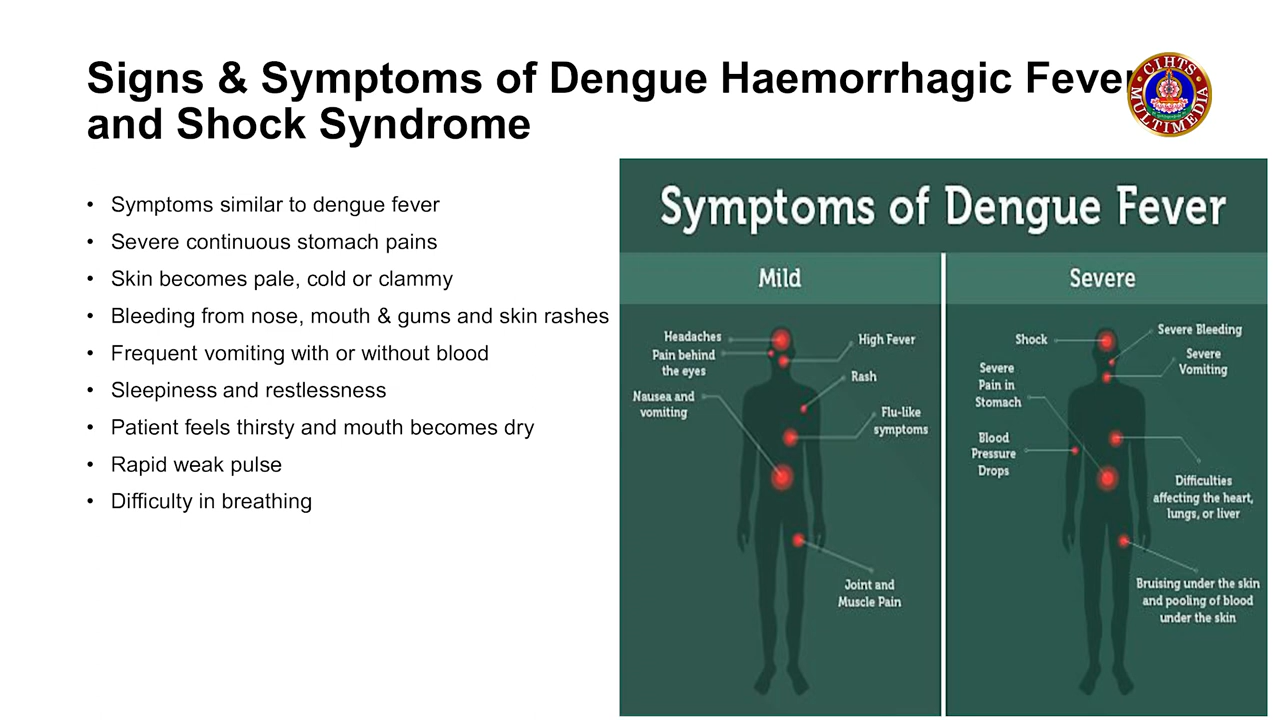 Signs & Symptoms of Dengue Haemorrhagic Fever
and Shock Syndrome
CIHTS
MULTIMEDIA
• Symptoms similar to dengue fever
• Severe continuous stomach pains
• Skin becomes pale, cold or clammy
• Bleeding from nose, mouth & gums and skin rashes
• Frequent vomiting with or without blood
• Sleepiness and restlessness
• Patient feels thirsty and mouth becomes dry
• Rapid weak pulse
• Difficulty in breathing
Symptoms of Dengue Fever
Mild
Headaches
Pain behind
the eyes
Nausea and
vomiting
High Fever
Rash
Flu-like
symptoms
Joint and
Muscle Pain
Severe
Shock
Severe
Pain in
Stomach
Blood
Pressure
Drops
Severe Bleeding
Severe
Vomiting
Difficulties
affecting the heart,
lungs, or liver
Bruising under the skin
and pooling of blood
under the skin